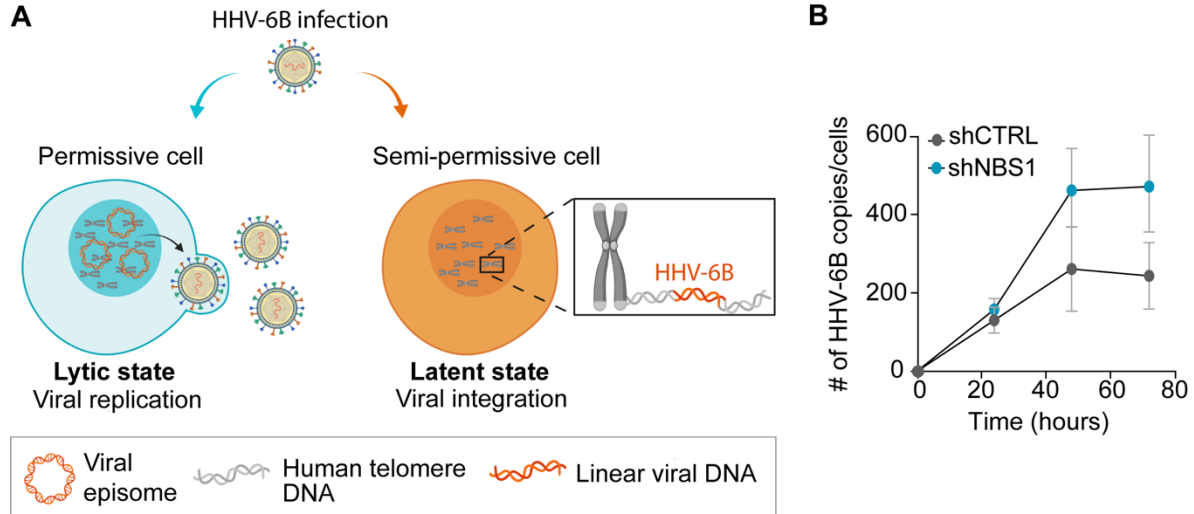 A
HHV-6B infection
Permissive cell
Semi-permissive cell
HHV-6B
Lytic state
Viral replication
Latent state
Viral integration
Viral
episome
Human telomere
DNA
Linear viral DNA
B
# of HHV-6B copies/cells
600
400
200
0
shCTRL
shNBS1
0
20
40
60
80
Time (hours)